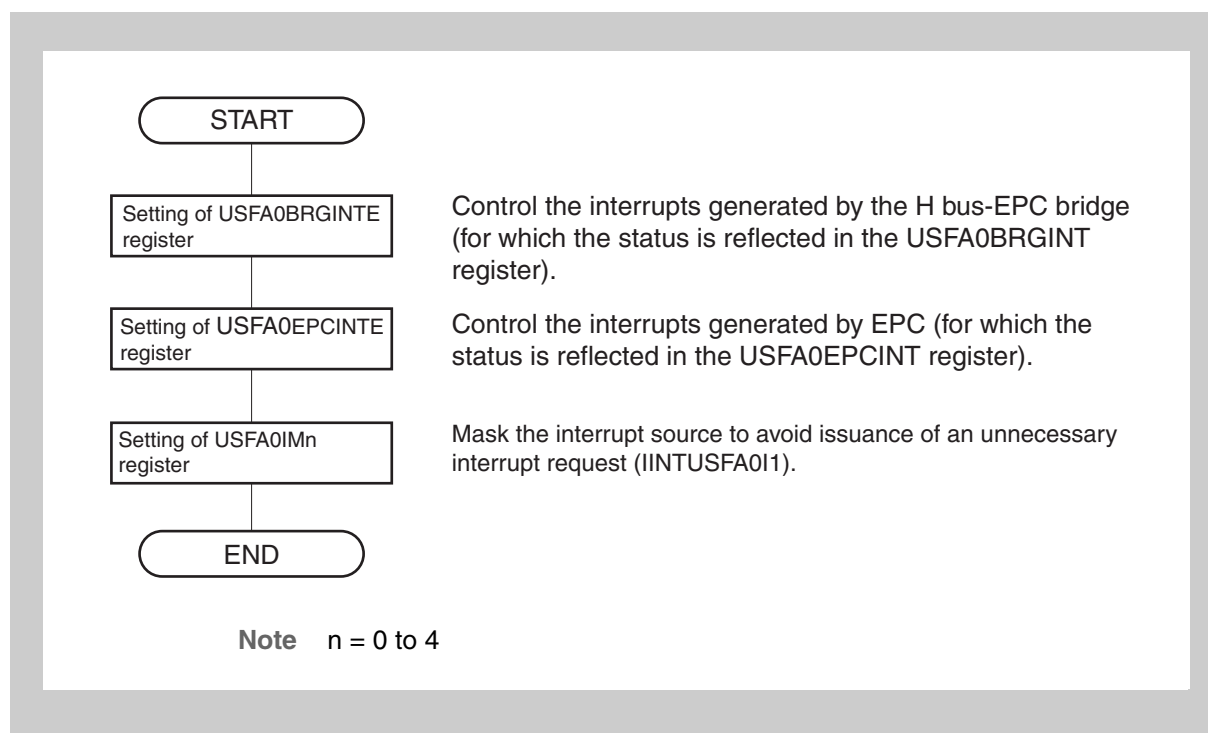 START
Setting of USFA0BRGINTE
register
Control the interrupts generated by the H bus-EPC bridge
(for which the status is reflected in the USFA0BRGINT
register).
Setting of USFA0EPCINTE
register
Control the interrupts generated by EPC (for which the
status is reflected in the USFA0EPCINT register).
Setting of USFA0IMn
register
Mask the interrupt source to avoid issuance of an unnecessary
interrupt request (IINTUSFA0I1).
END
Note n = 0 to 4